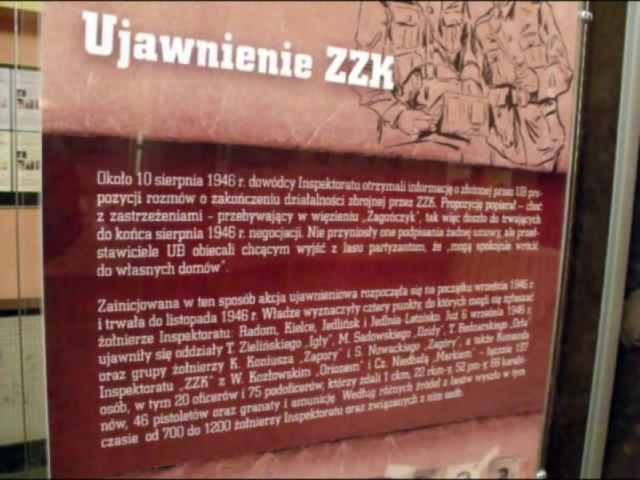 Ujawnienie ZZK
Około 10 sierpnia 1946 r. dowódcy Inspektoratu otrzymali informację o złożonej przez UB pro-
pozycji rozmów o zakończeniu działalności zbrojnej przez ZZK. Propozycję popierał – choć
z zastrzeżeniami - przebywający w więzieniu „Zagończyk", tak więc doszło do trwających
do końca sierpnia 1946 r. negocjacji. Nie przyniosły one podpisania żadnej umowy, ale przed-
stawiciele UB obiecali chcącym wyjść z lasu partyzantom, że „mogą spokojnie wrócić
do własnych domów".
Zainicjowana w ten sposób akcja ujawnieniowa rozpoczęła się na początku września 1946 r.
i trwała do listopada 1946 r. Władze wyznaczyły cztery punkty, do których mogli się zgłaszać
żołnierze Inspektoratu: Radom, Kielce, Jedlińsk i Jedlnia-Letnisko. Już 6 września 1946 r.
ujawniły się oddziały T. Zielińskiego „Igły", M. Sadowskiego „Dzidy", T. Bednarskiego „Orła"
oraz grupy żołnierzy K. Koniusza „Zapory" i S. Nowackiego „Zagóry", a także Komenda
Inspektoratu „ZZK" z W. Kozłowskim „Orionem" i Cz. Niedbałą „Markiem" – łącznie 137
osób, w tym 20 oficerów i 75 podoficerów, którzy zdali 1 ckm, 22 rkm-y, 52 pm-y, 69 karabi-
nów, 46 pistoletów oraz granaty i amunicję. Według różnych źródeł z lasów wyszło w tym
czasie od 700 do 1200 żołnierzy Inspektoratu oraz związanych z nim osób.